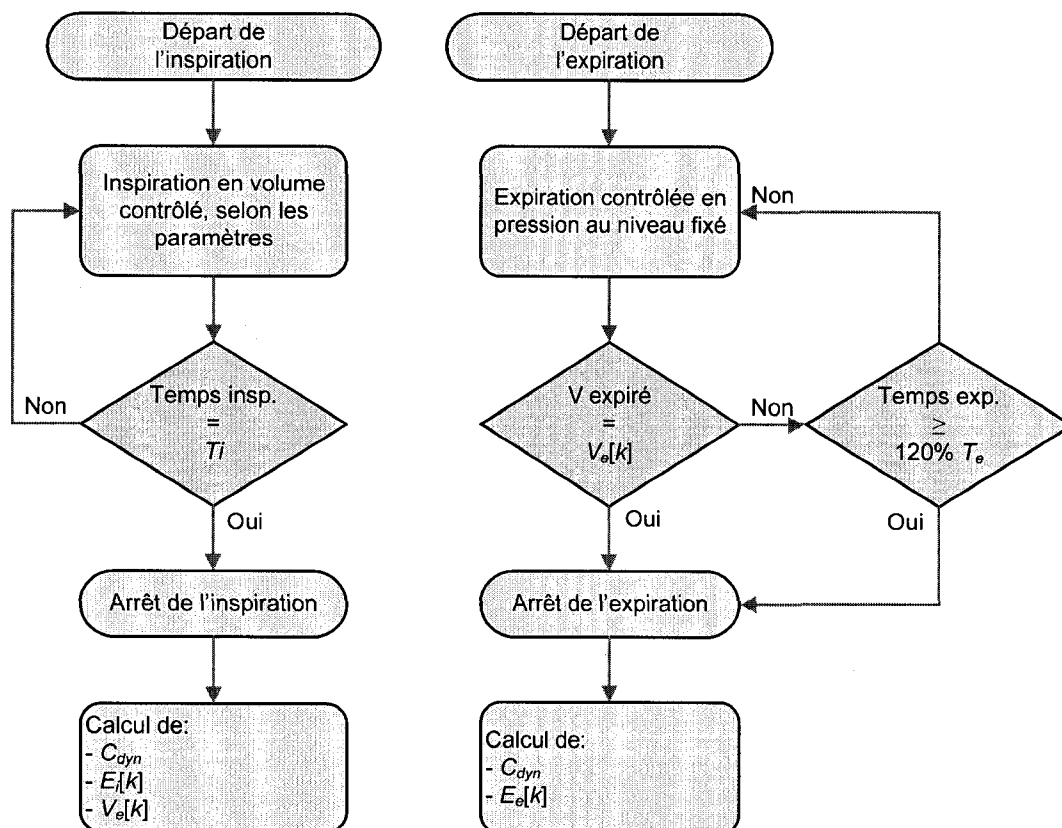 Départ de
l'inspiration
Inspiration en volume
contrôlé, selon les
paramètres
Non
Temps insp.
=
Ti
Oui
Arrêt de l'inspiration
Calcul de:
- Cdyn
- Ei[k]
- Ve[k]
Départ de
l'expiration
Expiration contrôlée en
pression au niveau fixé
Non
V expiré
=
Ve[k]
Non
Temps exp.
≥
120% Te
Oui
Oui
Arrêt de l'expiration
Calcul de:
- Cdyn
- Ee[k]